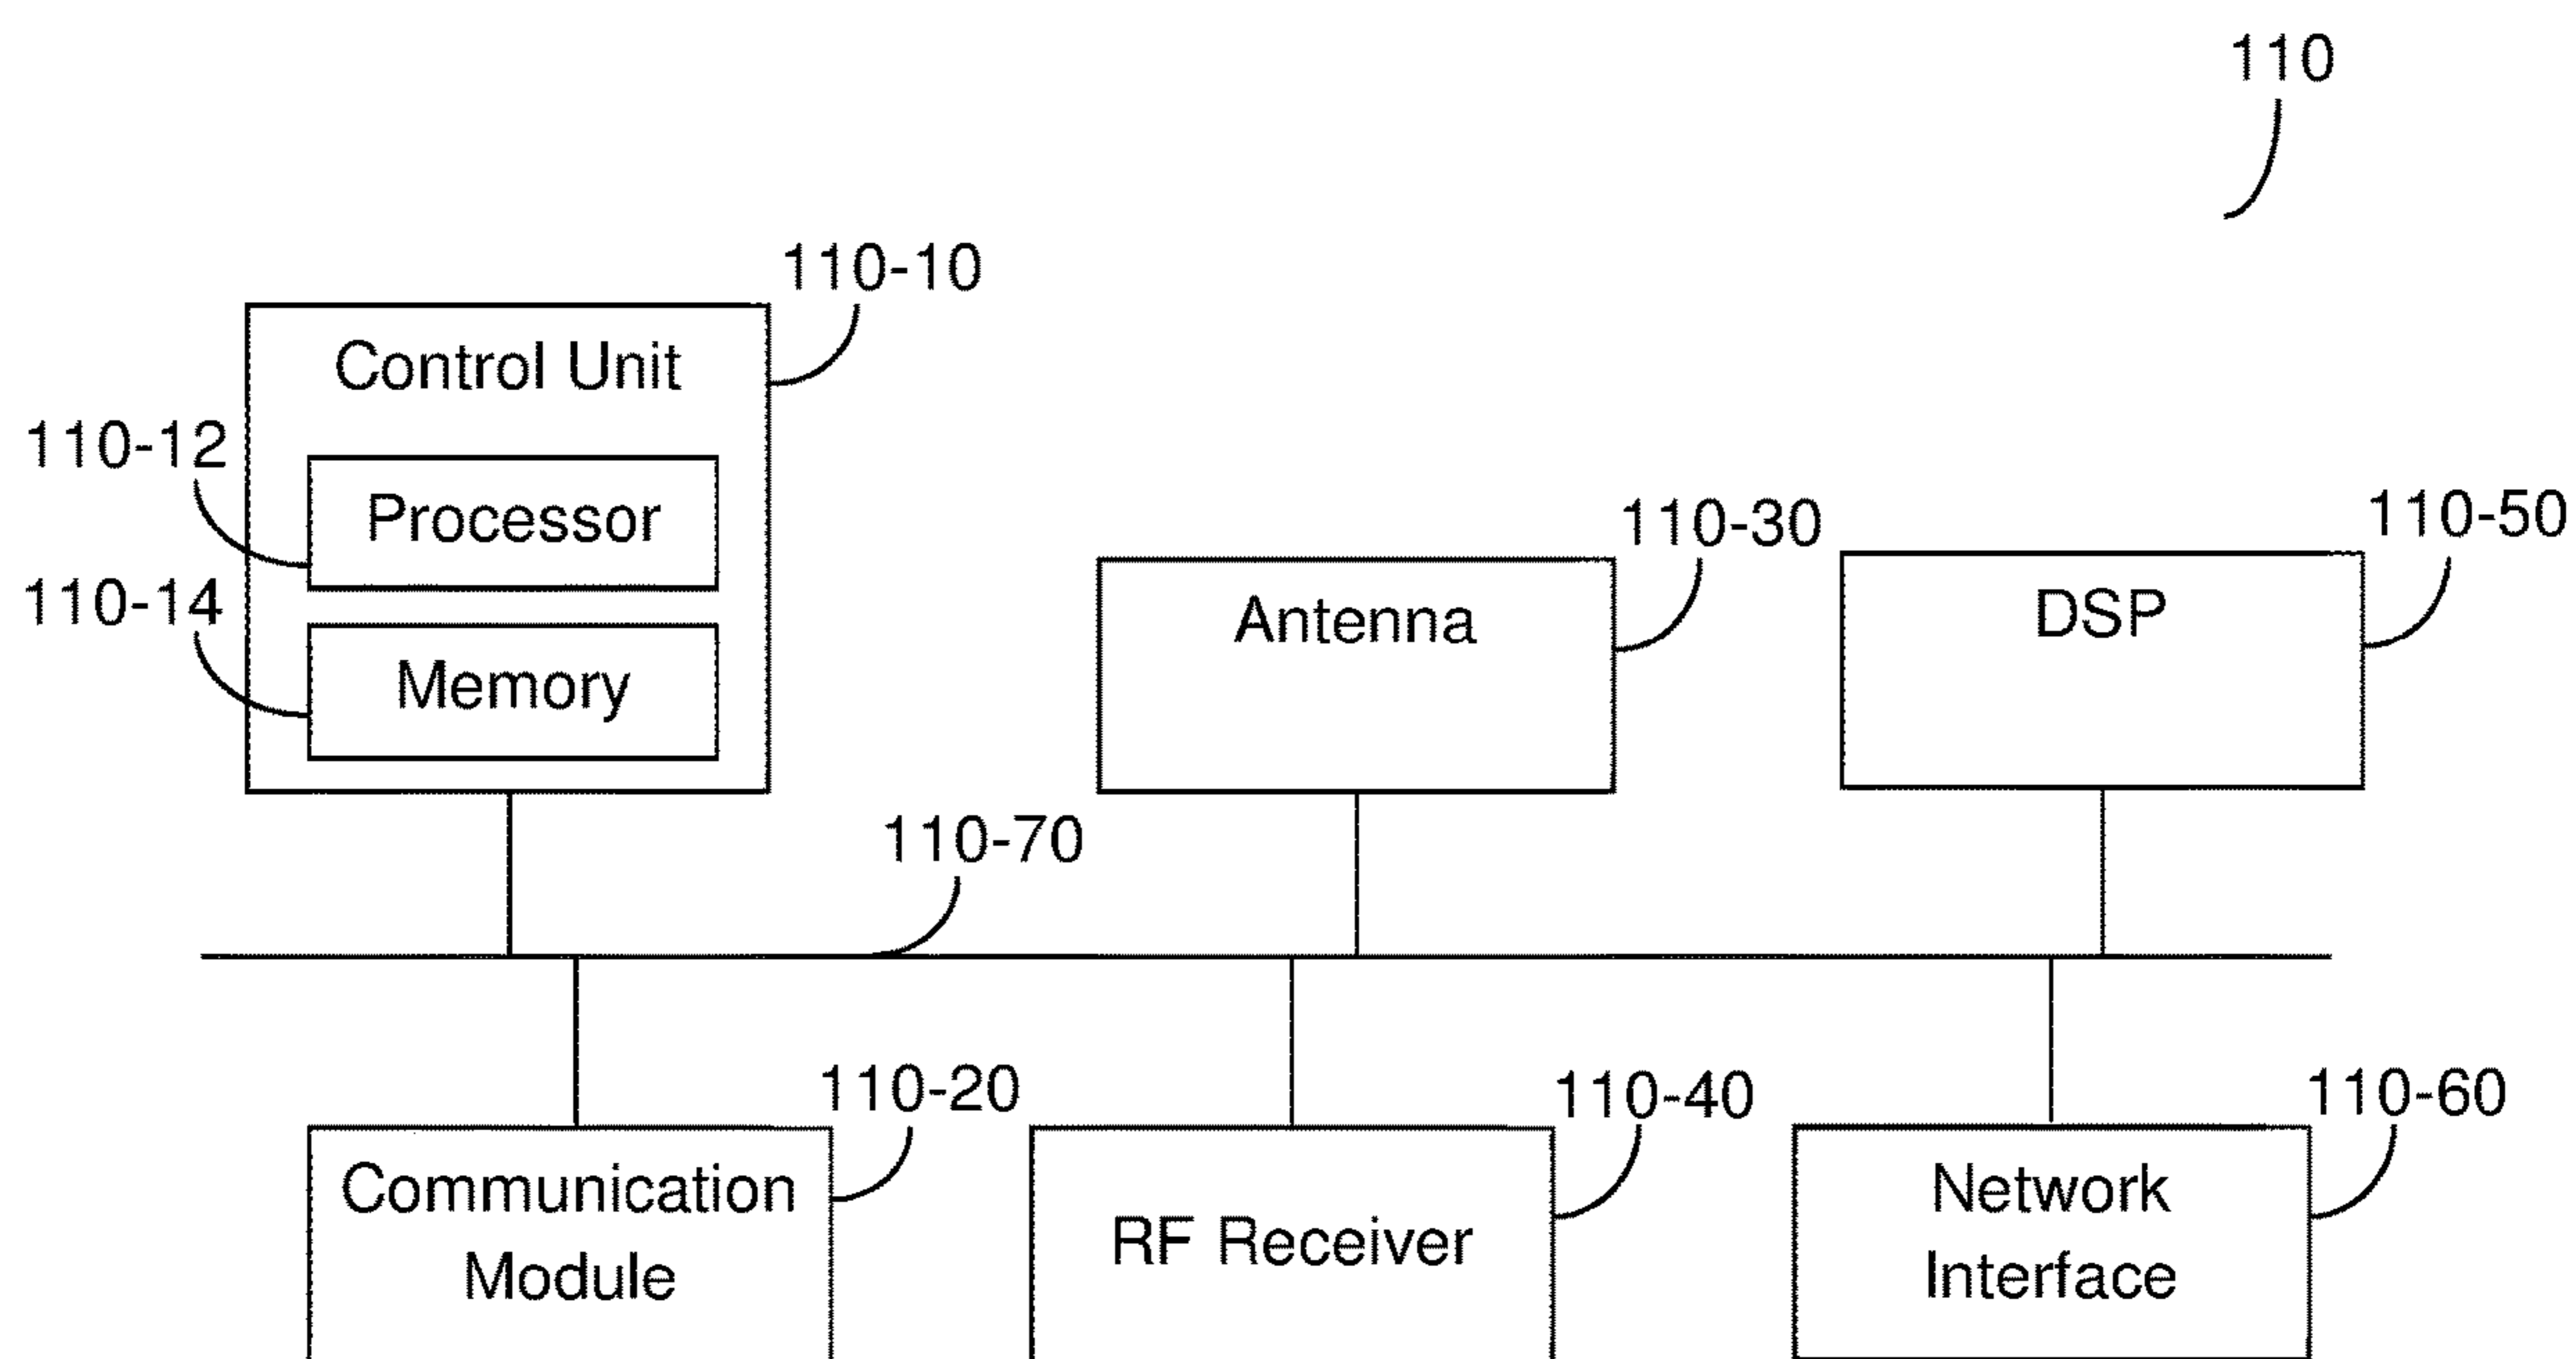 110
110-10
Control Unit
110-12
Processor
110-14
Memory
110-30
Antenna
110-50
DSP
110-70
110-20
Communication
Module
110-40
RF Receiver
110-60
Network
Interface